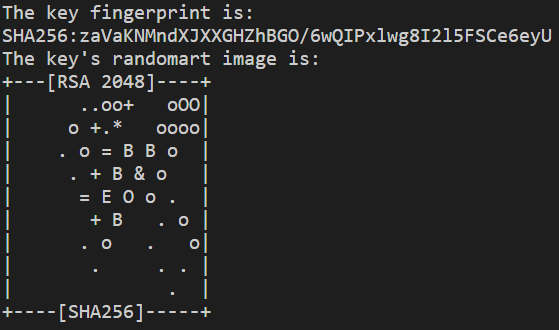 The key fingerprint is:
SHA256:zaVaKNMndXJXXGHZhBGO/6wQIPxlwg8I2l5FSCe6eyU
The key's randomart image is:
+---[RSA 2048]----+
|      ..oo+   oOO|
|     o +.*   oooo|
|    . o = B B o  |
|     . + B & o   |
|      = E O o .  |
|       + B   . o |
|      . o   .   o|
|       .     . . |
|              .  |
+----[SHA256]-----+